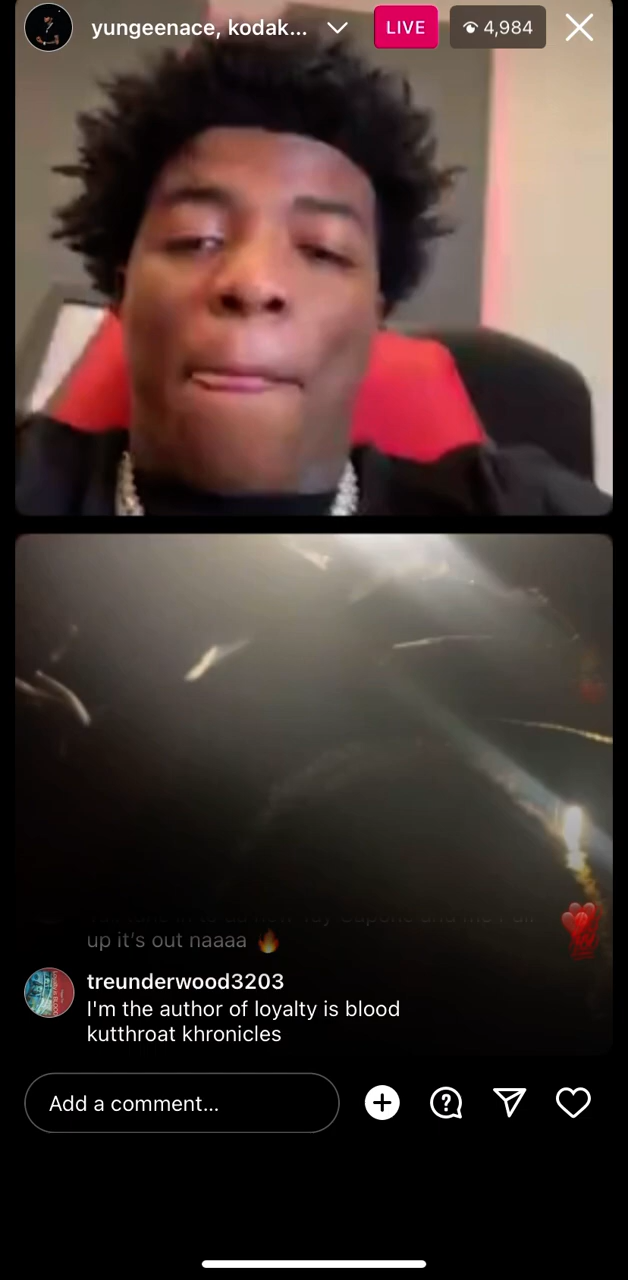 yungeenace, kodak...
LIVE
4,984
up it's out naaaa 🔥
treunderwood3203
I'm the author of loyalty is blood
kutthroat khronicles
Add a comment...